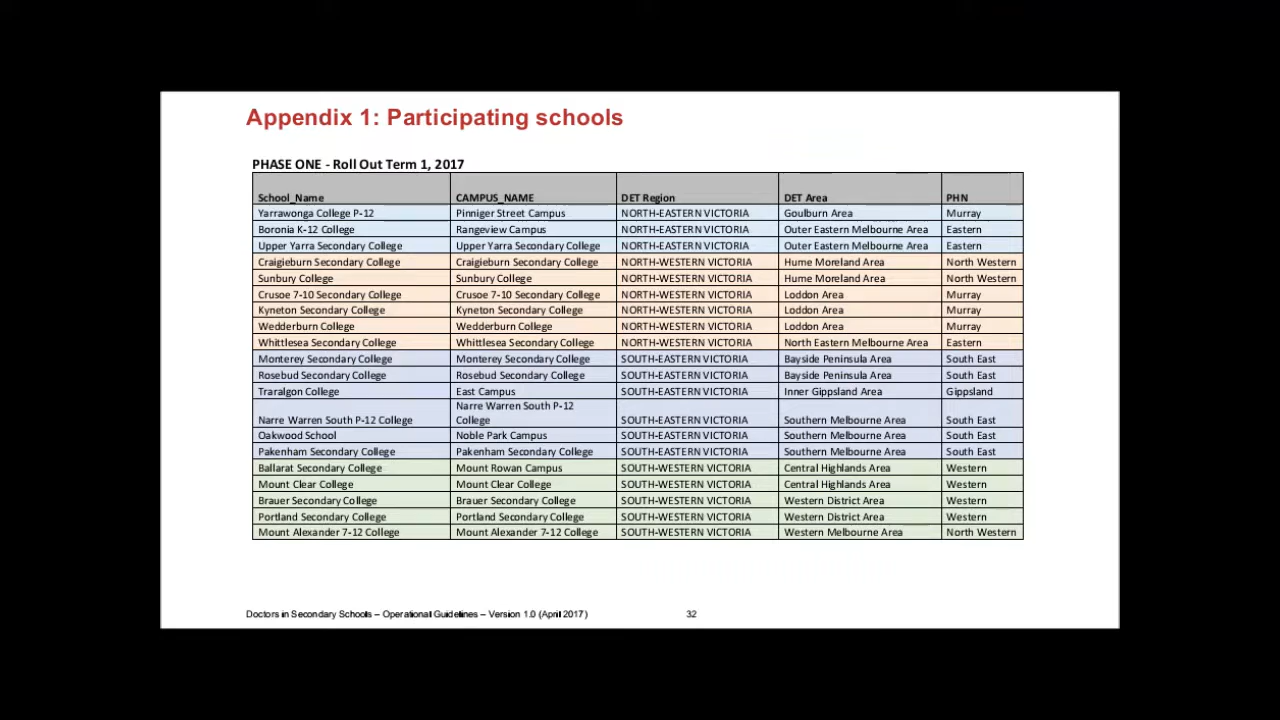 Appendix 1: Participating schools
PHASE ONE - Roll Out Term 1, 2017
School_Name CAMPUS_NAME DET Region DET Area PHN
Yarrawonga College P-12 Pinniger Street Campus NORTH-EASTERN VICTORIA Goulburn Area Murray
Boronia K-12 College Rangeview Campus NORTH-EASTERN VICTORIA Outer Eastern Melbourne Area Eastern
Upper Yarra Secondary College Upper Yarra Secondary College NORTH-EASTERN VICTORIA Outer Eastern Melbourne Area Eastern
Craigieburn Secondary College Craigieburn Secondary College NORTH-WESTERN VICTORIA Hume Moreland Area North Western
Sunbury College Sunbury College NORTH-WESTERN VICTORIA Hume Moreland Area North Western
Crusoe 7-10 Secondary College Crusoe 7-10 Secondary College NORTH-WESTERN VICTORIA Loddon Area Murray
Kyneton Secondary College Kyneton Secondary College NORTH-WESTERN VICTORIA Loddon Area Murray
Wedderburn College Wedderburn College NORTH-WESTERN VICTORIA Loddon Area Murray
Whittlesea Secondary College Whittlesea Secondary College NORTH-WESTERN VICTORIA North Eastern Melbourne Area Eastern
Monterey Secondary College Monterey Secondary College SOUTH-EASTERN VICTORIA Bayside Peninsula Area South East
Rosebud Secondary College Rosebud Secondary College SOUTH-EASTERN VICTORIA Bayside Peninsula Area South East
Traralgon College East Campus SOUTH-EASTERN VICTORIA Inner Gippsland Area Gippsland
Narre Warren South P-12
Narre Warren South P-12 College College SOUTH-EASTERN VICTORIA Southern Melbourne Area South East
Oakwood School Noble Park Campus SOUTH-EASTERN VICTORIA Southern Melbourne Area South East
Pakenham Secondary College Pakenham Secondary College SOUTH-EASTERN VICTORIA Southern Melbourne Area South East
Ballarat Secondary College Mount Rowan Campus SOUTH-WESTERN VICTORIA Central Highlands Area Western
Mount Clear College Mount Clear College SOUTH-WESTERN VICTORIA Central Highlands Area Western
Brauer Secondary College Brauer Secondary College SOUTH-WESTERN VICTORIA Western District Area Western
Portland Secondary College Portland Secondary College SOUTH-WESTERN VICTORIA Western District Area Western
Mount Alexander 7-12 College Mount Alexander 7-12 College SOUTH-WESTERN VICTORIA Western Melbourne Area North Western
Doctors in Secondary Schools – Operational Guidelines – Version 1.0 (April 2017) 32